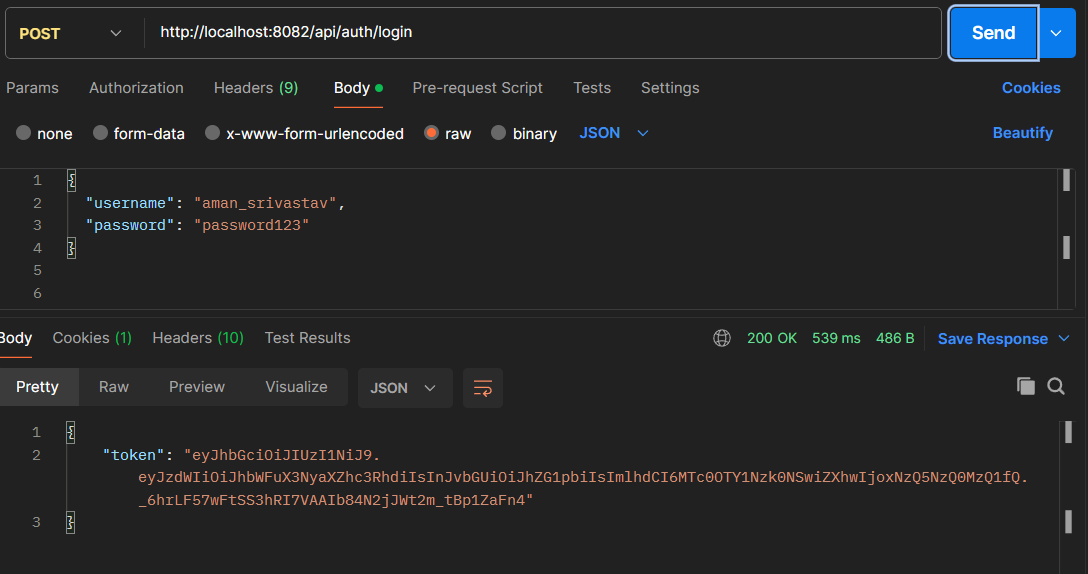 POST http://localhost:8082/api/auth/login Send
Params Authorization Headers (9) Body Pre-request Script Tests Settings Cookies
none form-data x-www-form-urlencoded raw binary JSON Beautify
1 {
2 "username": "aman_srivastav",
3 "password": "password123"
4 }
5
6
Body Cookies (1) Headers (10) Test Results 200 OK 539 ms 486 B Save Response
Pretty Raw Preview Visualize JSON
1 {
2 "token": "eyJhbGciOiJIUzI1NiJ9.
eyJzdWIiOiJhbWFuX3NyaXZhc3RhdiIsInJvbGUiOiJhZG1pbiIsImlhdCI6MTc0OTY1Nzk0NSwiZXhwIjoxNzQ5NzQ0MzQ1fQ.
_6hrLF57wFtSS3hRI7VAAIb84N2jJWt2m_tBp1ZaFn4"
3 }